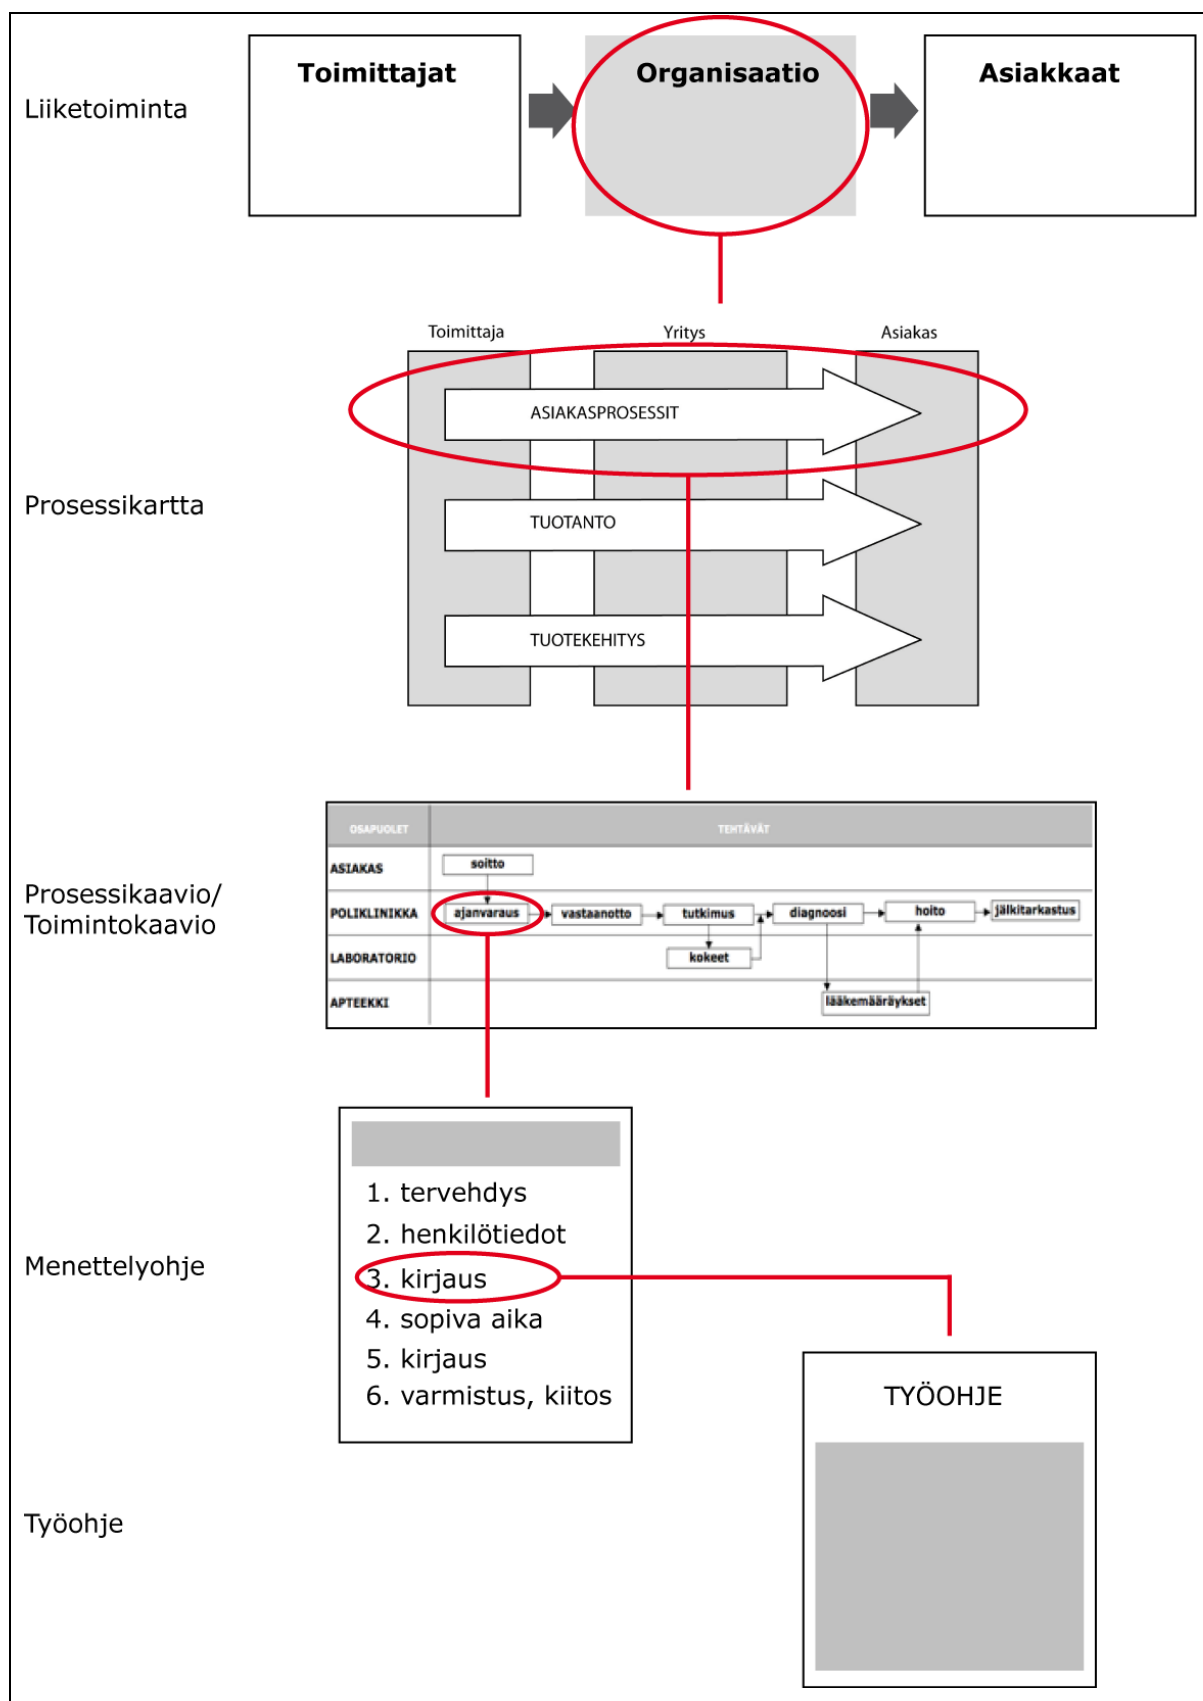 Liiketoiminta
Toimittajat
Organisaatio
Asiakkaat
Prosessikartta
Toimittaja
Yritys
Asiakas
ASIAKASPROSESSIT
TUOTANTO
TUOTEKEHITYS
Prosessikaavio/
Toimintokaavio
OSAPUOLET
TEHTÄVÄT
ASIAKAS
soitto
POLIKLINIKKA
ajanvaraus
vastaanotto
tutkimus
diagnoosi
hoito
jälkitarkastus
LABORATORIO
kokeet
APTEEKKI
lääkemääräykset
Menettelyohje
1. tervehdys
2. henkilötiedot
3. kirjaus
4. sopiva aika
5. kirjaus
6. varmistus, kiitos
Työohje
TYÖOHJE